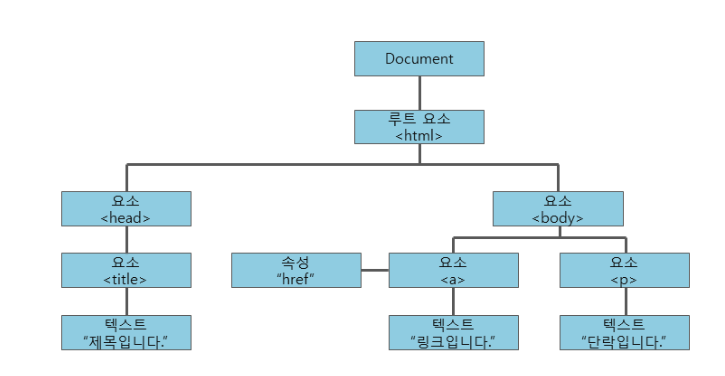 Document
루트 요소
<html>
요소
<head>
요소
<body>
요소
<title>
속성
“href”
요소
<a>
요소
<p>
텍스트
“제목입니다.”
텍스트
“링크입니다.”
텍스트
“단락입니다.”